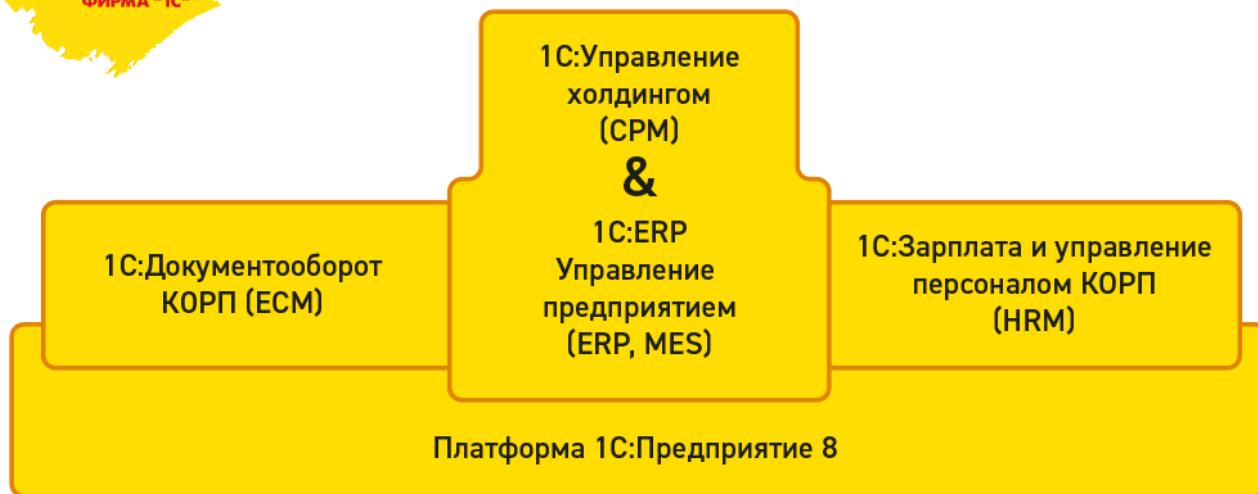 ФИРМА "1С"
1С:Управление
холдингом
(CPM)
&
1С:ERP
Управление
предприятием
(ERP, MES)
1С:Документооборот
КОРП (ECM)
1С:Зарплата и управление
персоналом КОРП
(HRM)
Платформа 1С:Предприятие 8